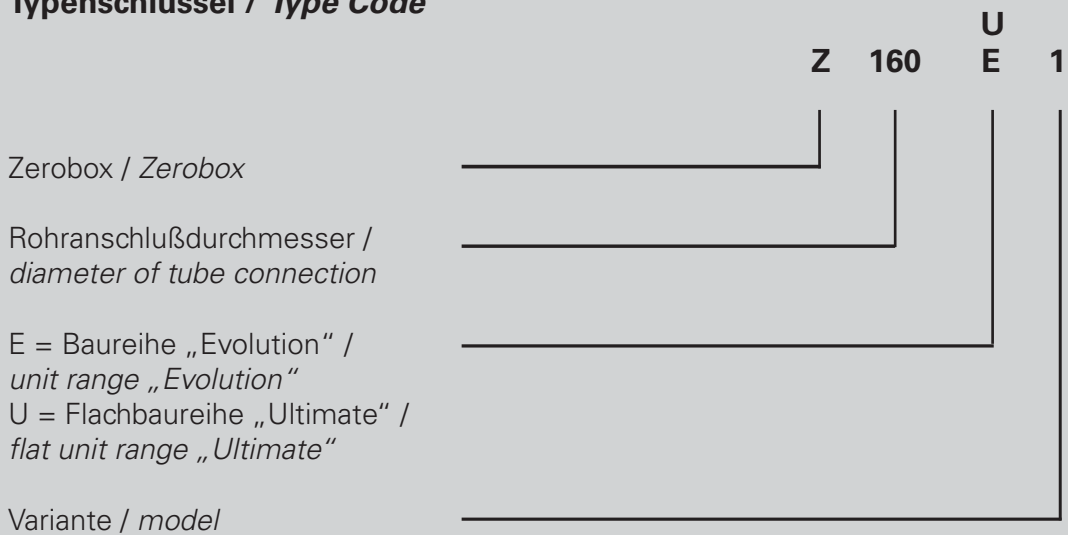 Typenschlüssel / Type Code
U
Z 160 E 1
Zerobox / Zerobox
Rohranschlußdurchmesser /
diameter of tube connection
E = Baureihe „Evolution“ /
unit range „Evolution“
U = Flachbaureihe „Ultimate“ /
flat unit range „Ultimate“
Variante / model